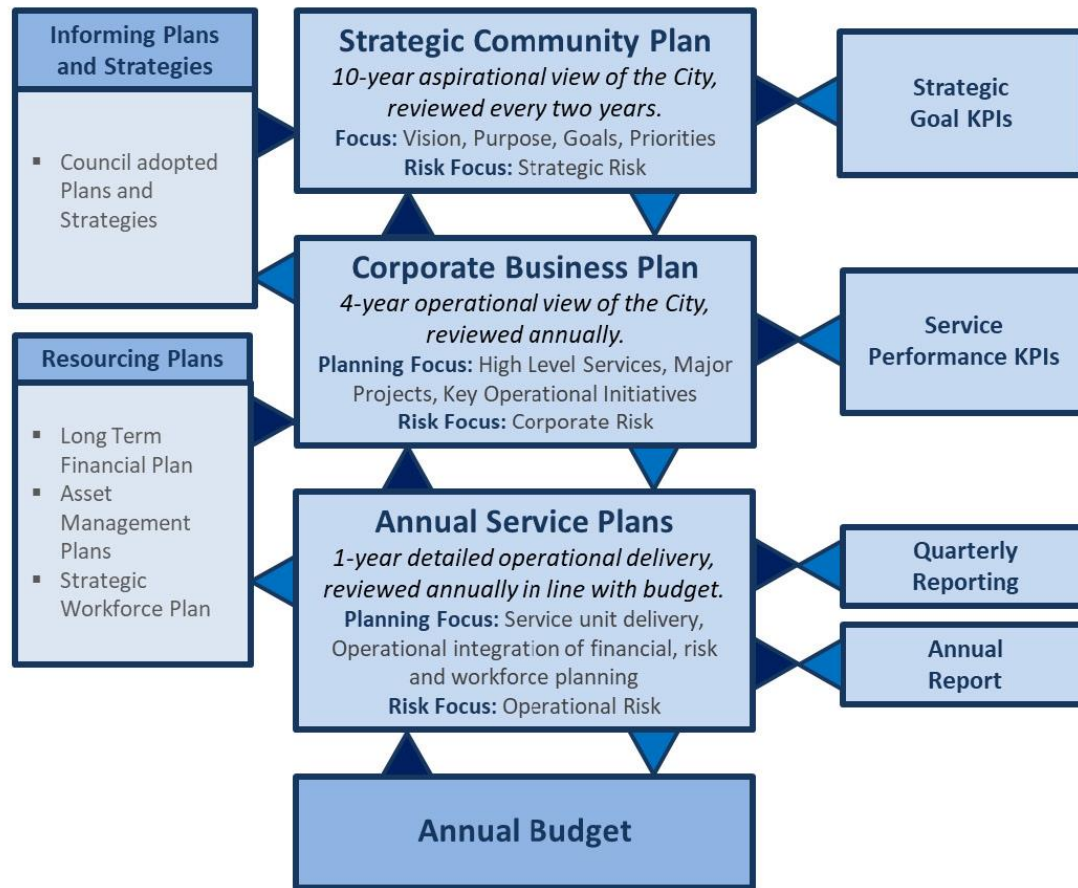 Informing Plans
and Strategies
▪ Council adopted
Plans and
Strategies
Resourcing Plans
▪ Long Term
Financial Plan
▪ Asset
Management
Plans
▪ Strategic
Workforce Plan
Strategic Community Plan
10-year aspirational view of the City,
reviewed every two years.
Focus: Vision, Purpose, Goals, Priorities
Risk Focus: Strategic Risk
Corporate Business Plan
4-year operational view of the City,
reviewed annually.
Planning Focus: High Level Services, Major
Projects, Key Operational Initiatives
Risk Focus: Corporate Risk
Annual Service Plans
1-year detailed operational delivery,
reviewed annually in line with budget.
Planning Focus: Service unit delivery,
Operational integration of financial, risk
and workforce planning
Risk Focus: Operational Risk
Annual Budget
Strategic
Goal KPIs
Service
Performance KPIs
Quarterly
Reporting
Annual
Report